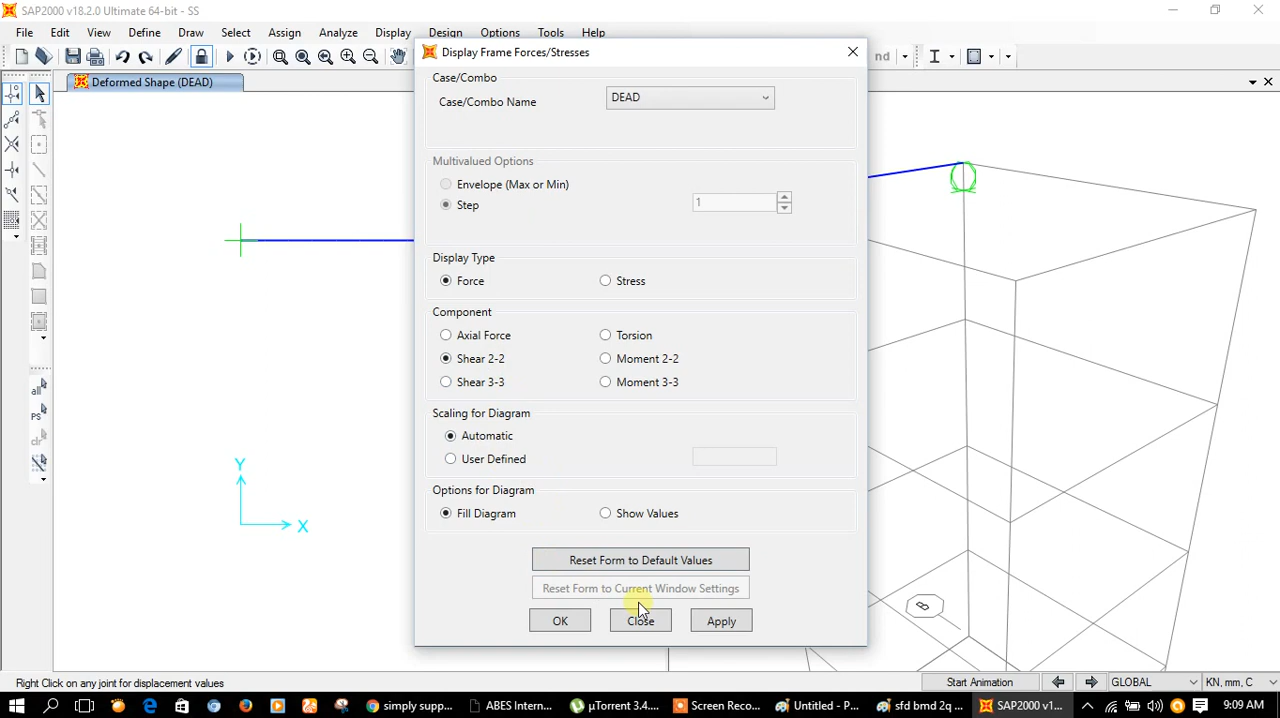 SAP2000 v18.2.0 Ultimate 64-bit - SS
File Edit View Define Draw Select Assign Analyze Display Design Options Tools Help
nd
Deformed Shape (DEAD)
Display Frame Forces/Stresses
Case/Combo
Case/Combo Name DEAD
Multivalued Options
Envelope (Max or Min)
Step 1
Display Type
Force Stress
Component
Axial Force Torsion
Shear 2-2 Moment 2-2
Shear 3-3 Moment 3-3
Scaling for Diagram
Automatic
User Defined
Options for Diagram
Fill Diagram Show Values
Reset Form to Default Values
Reset Form to Current Window Settings
OK Close Apply
Y
X
B
all
PS
clr
Right Click on any joint for displacement values
Start Animation GLOBAL KN, mm, C
simply supp... ABES Intern... µTorrent 3.4.... Screen Reco... Untitled - P... sfd bmd 2q ... SAP2000 v1... 9:09 AM